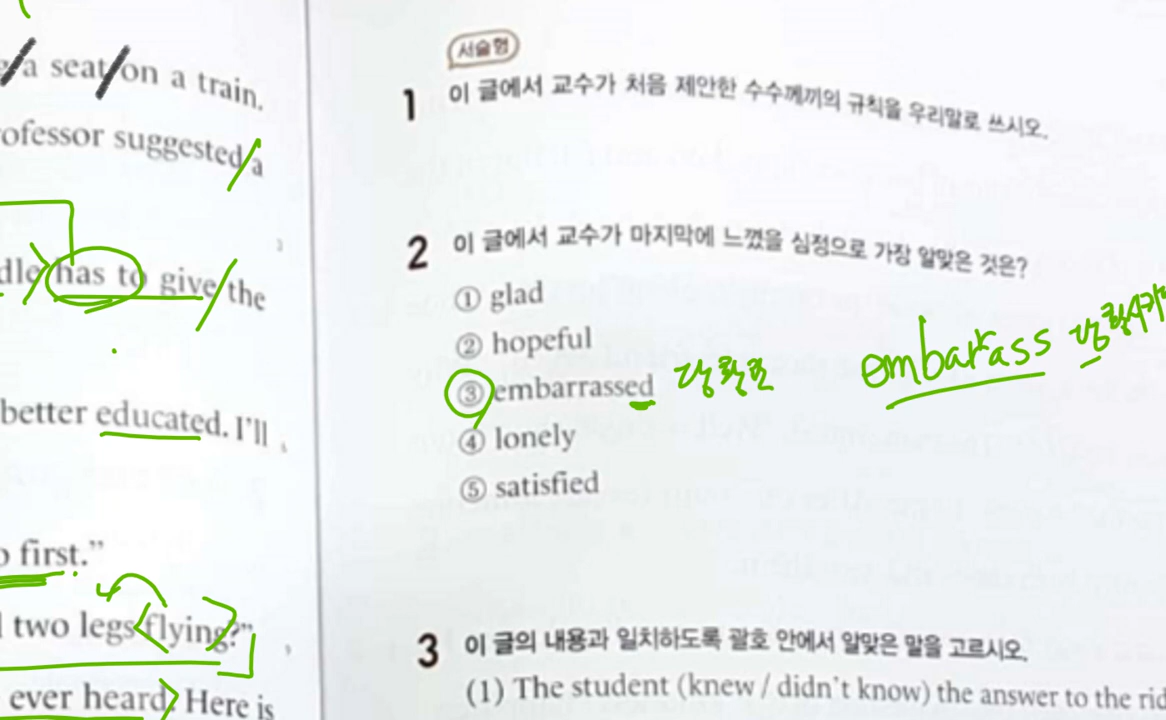 a seat on a train.
ofessor suggested a
dle has to give the
better educated. I'll
first."
two legs flying?"
ever heard. Here is
서술형
1 이 글에서 교수가 처음 제안한 수수께끼의 규칙을 우리말로 쓰시오.
2 이 글에서 교수가 마지막에 느꼈을 심정으로 가장 알맞은 것은?
① glad
② hopeful
③ embarrassed 당황한
embarrass 당황시키
④ lonely
⑤ satisfied
3 이 글의 내용과 일치하도록 괄호 안에서 알맞은 말을 고르시오.
(1) The student (knew / didn't know) the answer to the rid